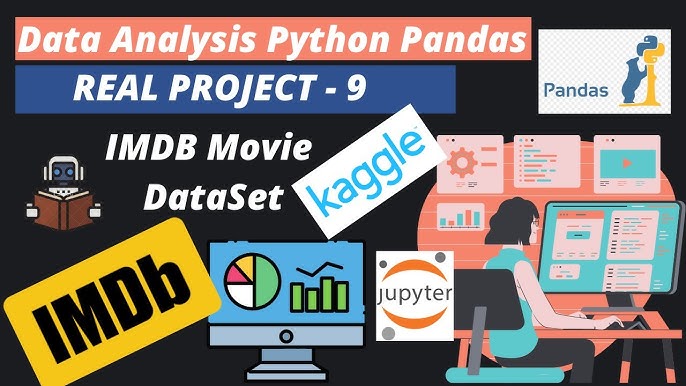 Data Analysis Python Pandas
REAL PROJECT - 9
Pandas
IMDB Movie
DataSet
kaggle
IMDb
jupyter